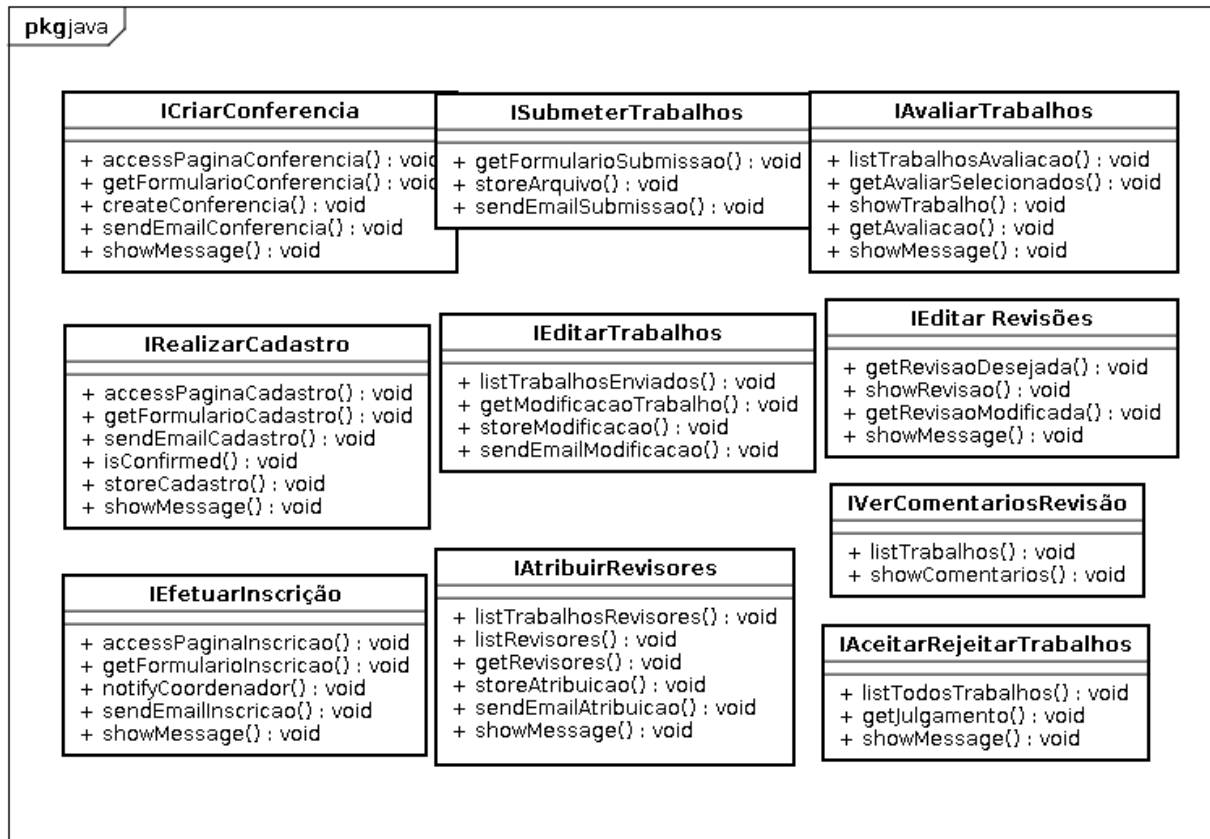 pkg java
ICriarConferencia
+ accessPaginaConferencia() : void
+ getFormularioConferencia() : void
+ createConferencia() : void
+ sendEmailConferencia() : void
+ showMessage() : void
ISubmeterTrabalhos
+ getFormularioSubmissao() : void
+ storeArquivo() : void
+ sendEmailSubmissao() : void
IAvaliarTrabalhos
+ listTrabalhosAvaliacao() : void
+ getAvaliarSelecionados() : void
+ showTrabalho() : void
+ getAvaliacao() : void
+ showMessage() : void
IRealizarCadastro
+ accessPaginaCadastro() : void
+ getFormularioCadastro() : void
+ sendEmailCadastro() : void
+ isConfirmed() : void
+ storeCadastro() : void
+ showMessage() : void
IEditarTrabalhos
+ listTrabalhosEnviados() : void
+ getModificacaoTrabalho() : void
+ storeModificacao() : void
+ sendEmailModificacao() : void
IEditar Revisões
+ getRevisaoDesejada() : void
+ showRevisao() : void
+ getRevisaoModificada() : void
+ showMessage() : void
IVerComentariosRevisão
+ listTrabalhos() : void
+ showComentarios() : void
IEfetuarInscrição
+ accessPaginaInscricao() : void
+ getFormularioInscricao() : void
+ notifyCoordenador() : void
+ sendEmailInscricao() : void
+ showMessage() : void
IAtribuirRevisores
+ listTrabalhosRevisores() : void
+ listRevisores() : void
+ getRevisores() : void
+ storeAtribuicao() : void
+ sendEmailAtribuicao() : void
+ showMessage() : void
IAceitarRejeitarTrabalhos
+ listTodosTrabalhos() : void
+ getJulgamento() : void
+ showMessage() : void